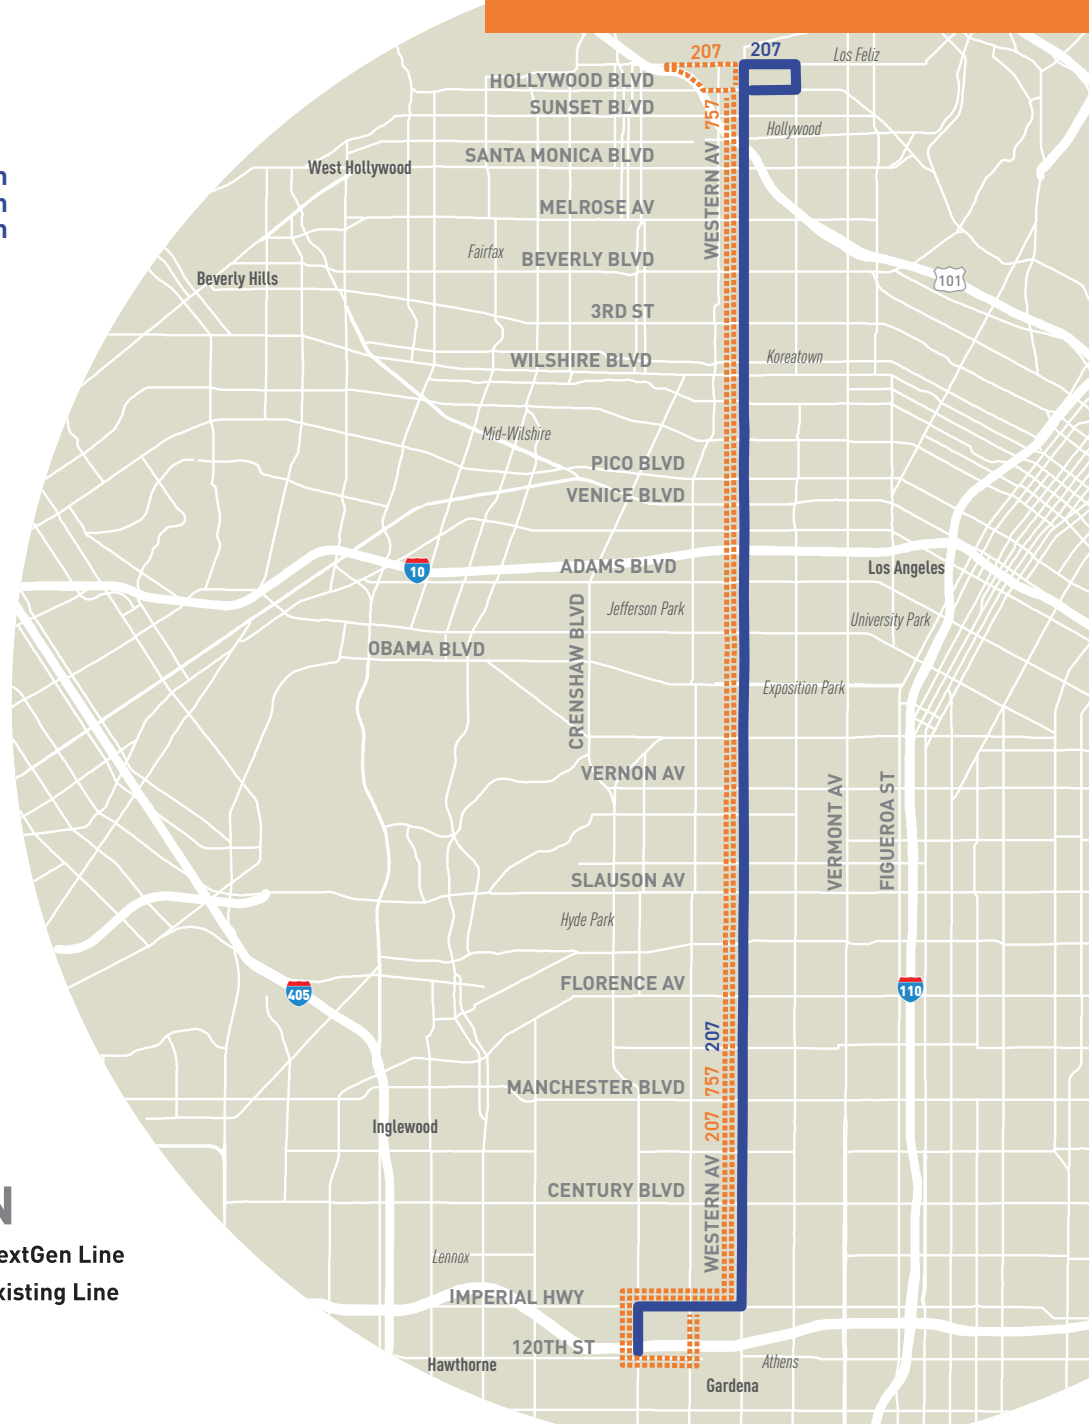 207
207
Los Feliz
HOLLYWOOD BLVD
SUNSET BLVD
757
Hollywood
SANTA MONICA BLVD
West Hollywood
WESTERN AV
MELROSE AV
Fairfax
BEVERLY BLVD
Beverly Hills
101
3RD ST
WILSHIRE BLVD
Koreatown
Mid-Wilshire
PICO BLVD
VENICE BLVD
10
ADAMS BLVD
Los Angeles
Jefferson Park
University Park
OBAMA BLVD
CRENSHAW BLVD
Exposition Park
VERNON AV
VERMONT AV
FIGUEROA ST
SLAUSON AV
Hyde Park
FLORENCE AV
405
110
207
757
MANCHESTER BLVD
207
Inglewood
CENTURY BLVD
WESTERN AV
N
extGen Line
Lennox
xisting Line
IMPERIAL HWY
120TH ST
Hawthorne
Athens
Gardena